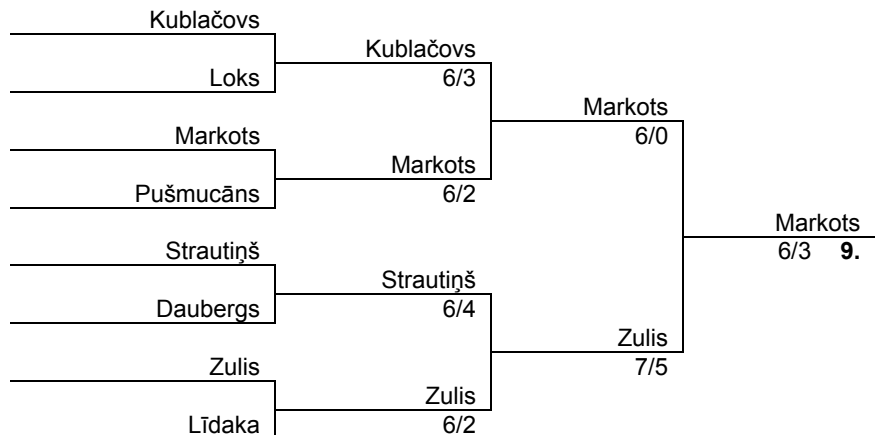 Kublačovs
Kublačovs
Loks
6/3
Markots
Markots
6/0
Markots
Pušmucāns
6/2
Markots
Strautiņš
6/3 9.
Strautiņš
Daubergs
6/4
Zulis
Zulis
7/5
Zulis
Līdaka
6/2